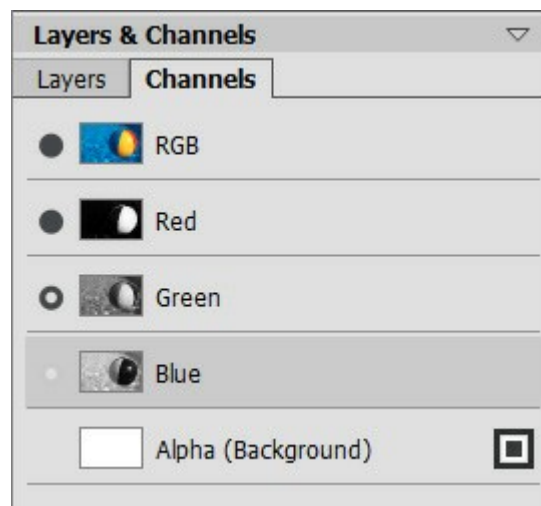 Layers & Channels
Layers Channels
RGB
Red
Green
Blue
Alpha (Background)